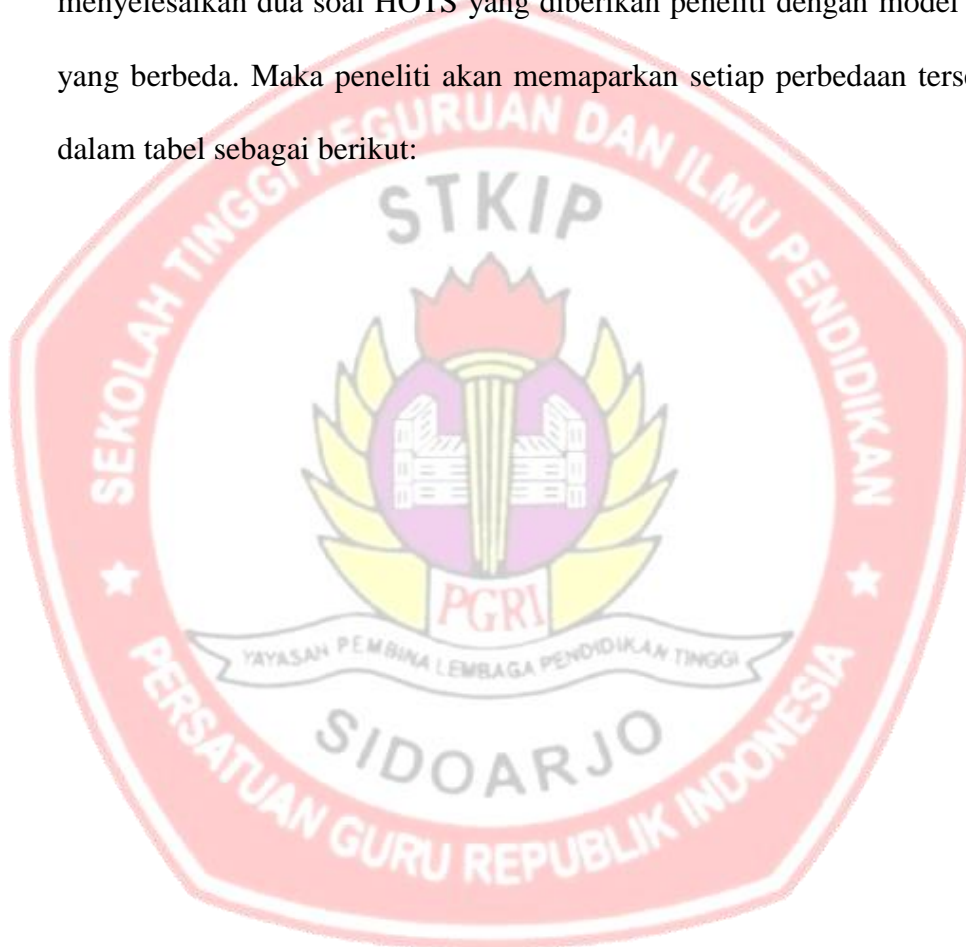 menyelesaikan dua soal HOTS yang diberikan peneliti dengan model
yang berbeda. Maka peneliti akan memaparkan setiap perbedaan
dalam tabel sebagai berikut:
SEKOLAH TINGGI KEGURUAN DAN ILMU PENDIDIKAN
STKIP
PGRI
YAYASAN PEMBINA LEMBAGA PENDIDIKAN TINGGI
SIDOARJO
PERSATUAN GURU REPUBLIK INDONESIA